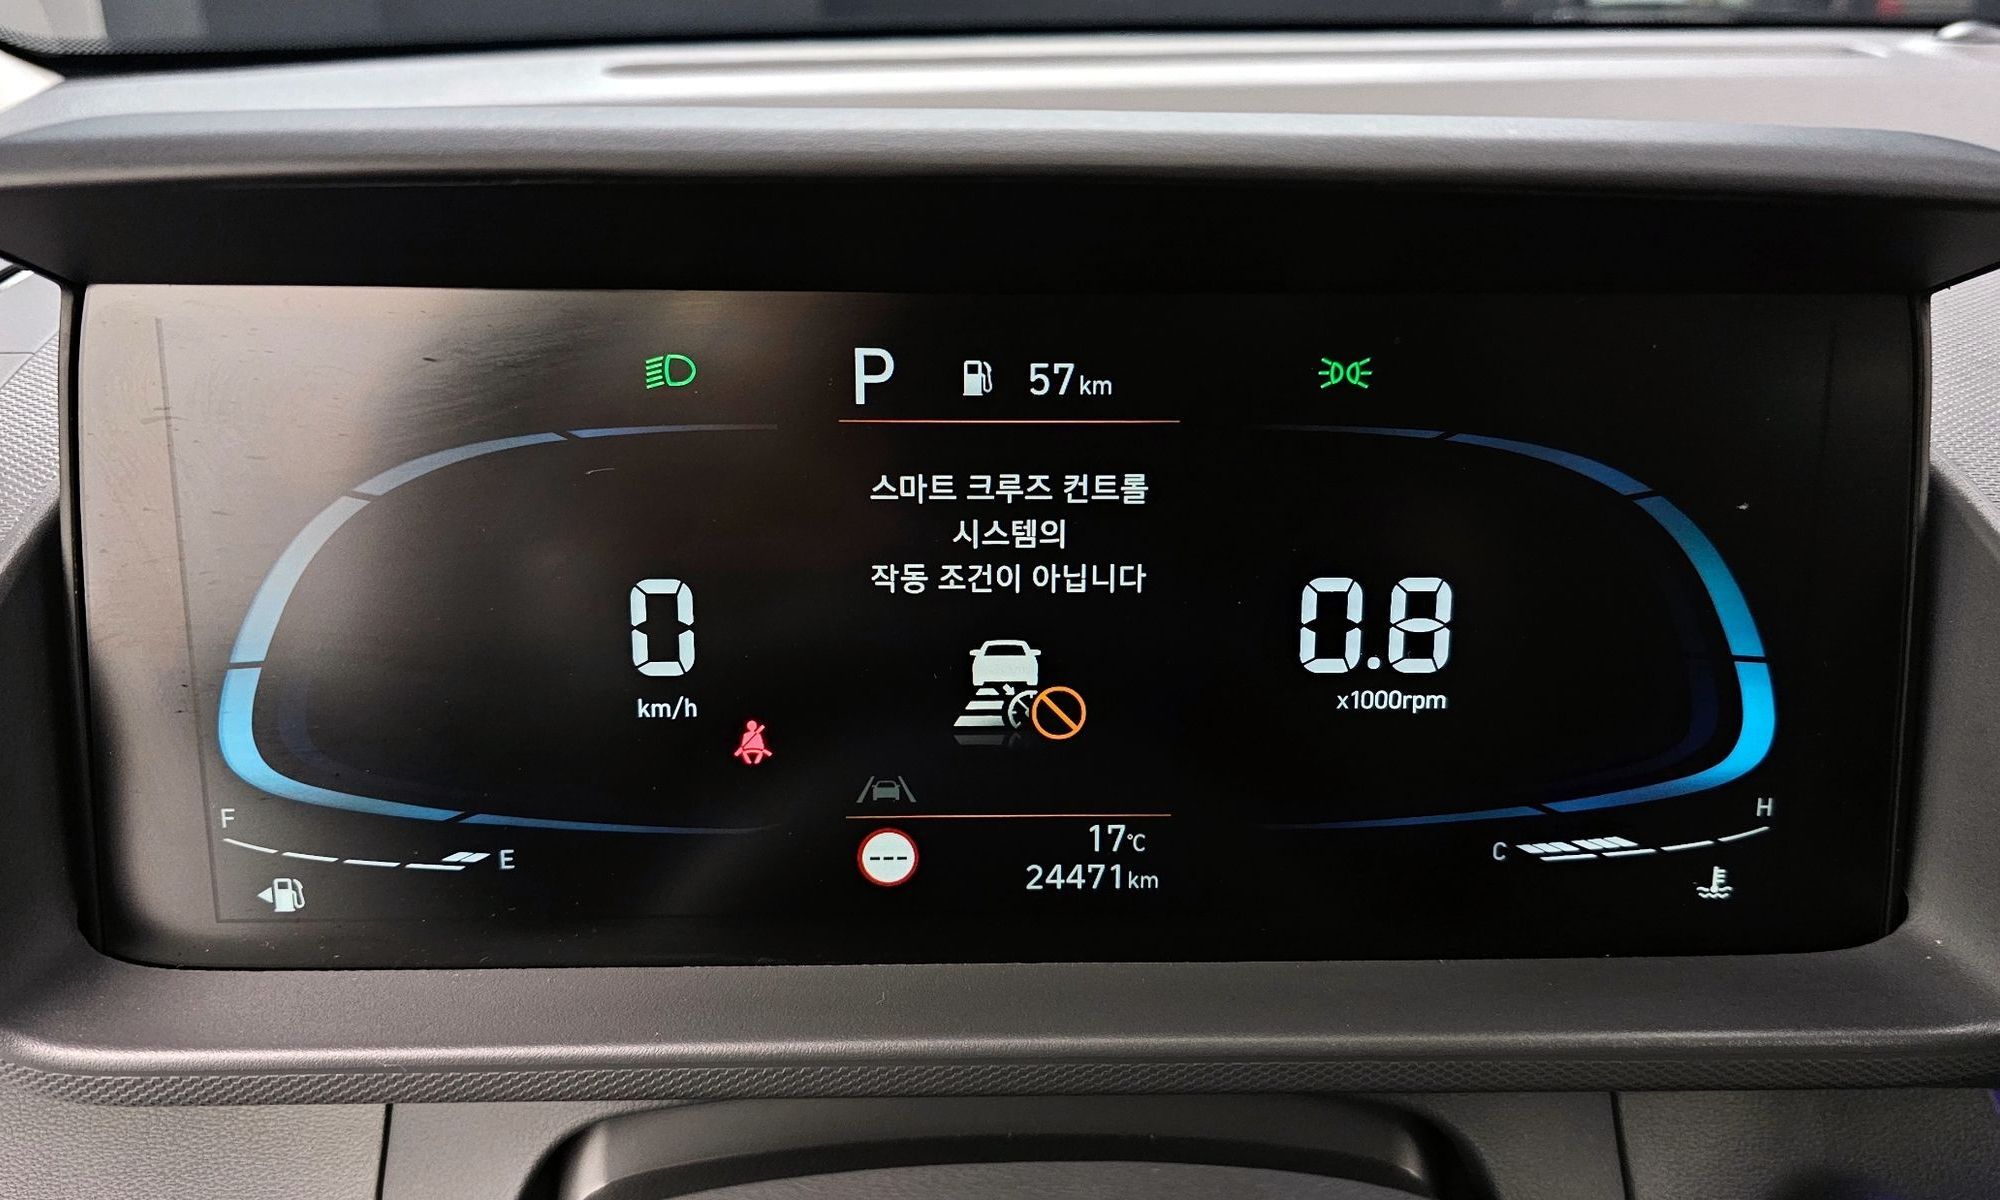 P 57km
스마트 크루즈 컨트롤
시스템의
작동 조건이 아닙니다
0
km/h
0.8
x1000rpm
F
E
---
17°C
24471km
C
H